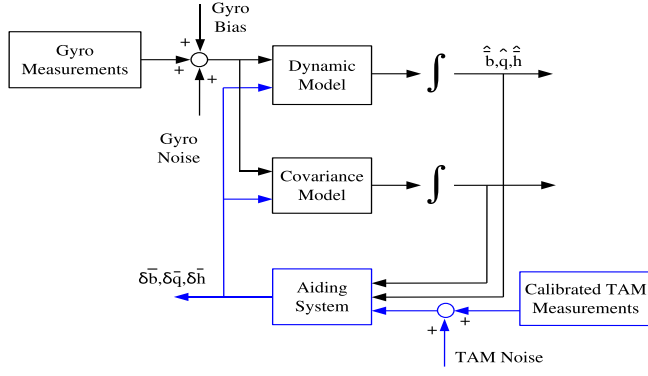 Gyro
Bias
+
+
+
Gyro
Measurements
Gyro
Noise
Dynamic
Model
∫
b̄̂,q̄̂,h̄̂
Covariance
Model
∫
δb̄,δq̄,δh̄
Aiding
System
Calibrated TAM
Measurements
+
+
TAM Noise